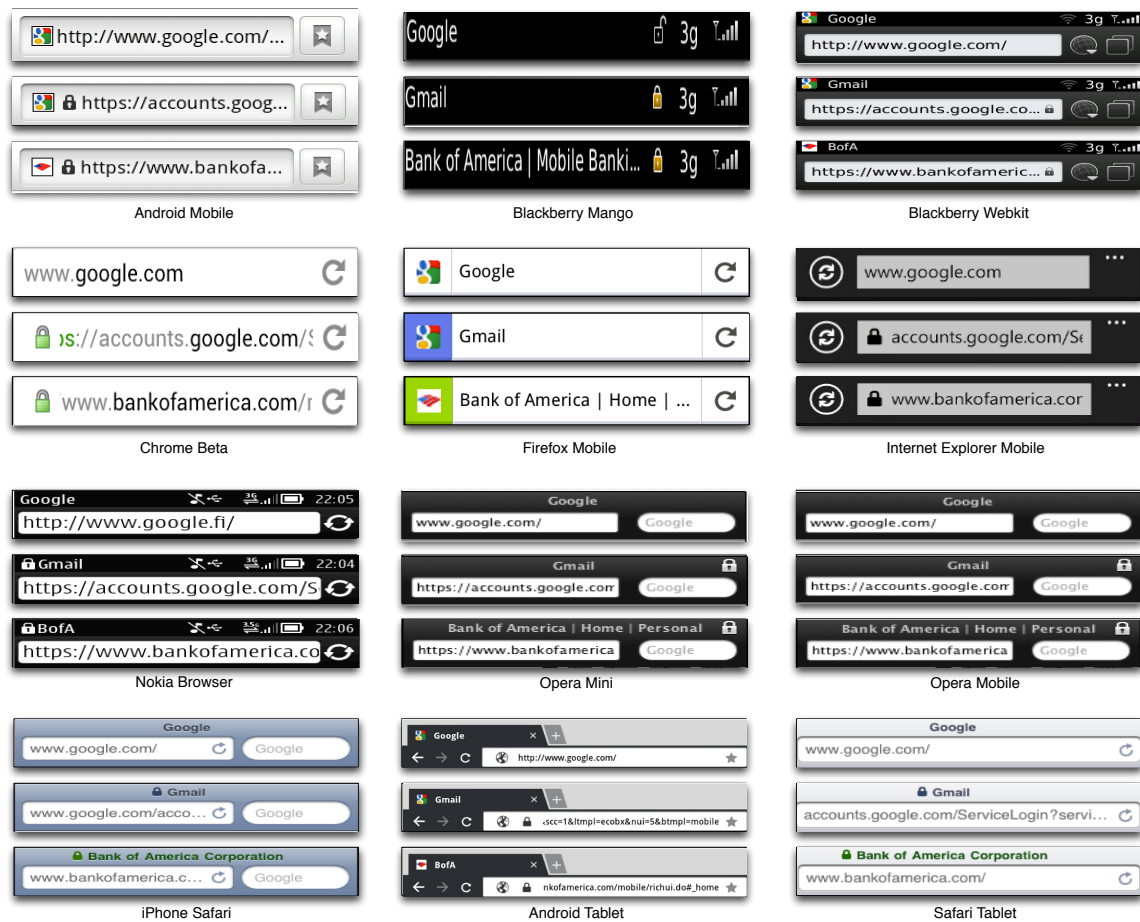 http://www.google.com/...
https://accounts.goog...
https://www.bankofa...
Android Mobile
Google 3g
Gmail 3g
Bank of America | Mobile Banki... 3g
Blackberry Mango
Google 3g
http://www.google.com/
Gmail 3g
https://accounts.google.co...
BofA 3g
https://www.bankofameric...
Blackberry Webkit
www.google.com
ps://accounts.google.com/S
www.bankofamerica.com/r
Chrome Beta
Google
Gmail
Bank of America | Home | ...
Firefox Mobile
www.google.com
accounts.google.com/Se
www.bankofamerica.cor
Internet Explorer Mobile
Google 3G 22:05
http://www.google.fi/
Gmail 3G 22:04
https://accounts.google.com/S
BofA 3.5G 22:06
https://www.bankofamerica.co
Nokia Browser
Google
www.google.com/ Google
Gmail
https://accounts.google.com Google
Bank of America | Home | Personal
https://www.bankofamerica Google
Opera Mini
Google
www.google.com/ Google
Gmail
https://accounts.google.com Google
Bank of America | Home | Personal
https://www.bankofamerica Google
Opera Mobile
Google
www.google.com/ Google
Gmail
www.google.com/acco... Google
Bank of America Corporation
www.bankofamerica.c... Google
iPhone Safari
Google
http://www.google.com/
Gmail
.scc=1&ltmpl=ecobx&nui=5&btmpl=mobile
BofA
nkofamerica.com/mobile/richui.do#_home
Android Tablet
Google
www.google.com/
Gmail
accounts.google.com/ServiceLogin?servi...
Bank of America Corporation
www.bankofamerica.com/
Safari Tablet